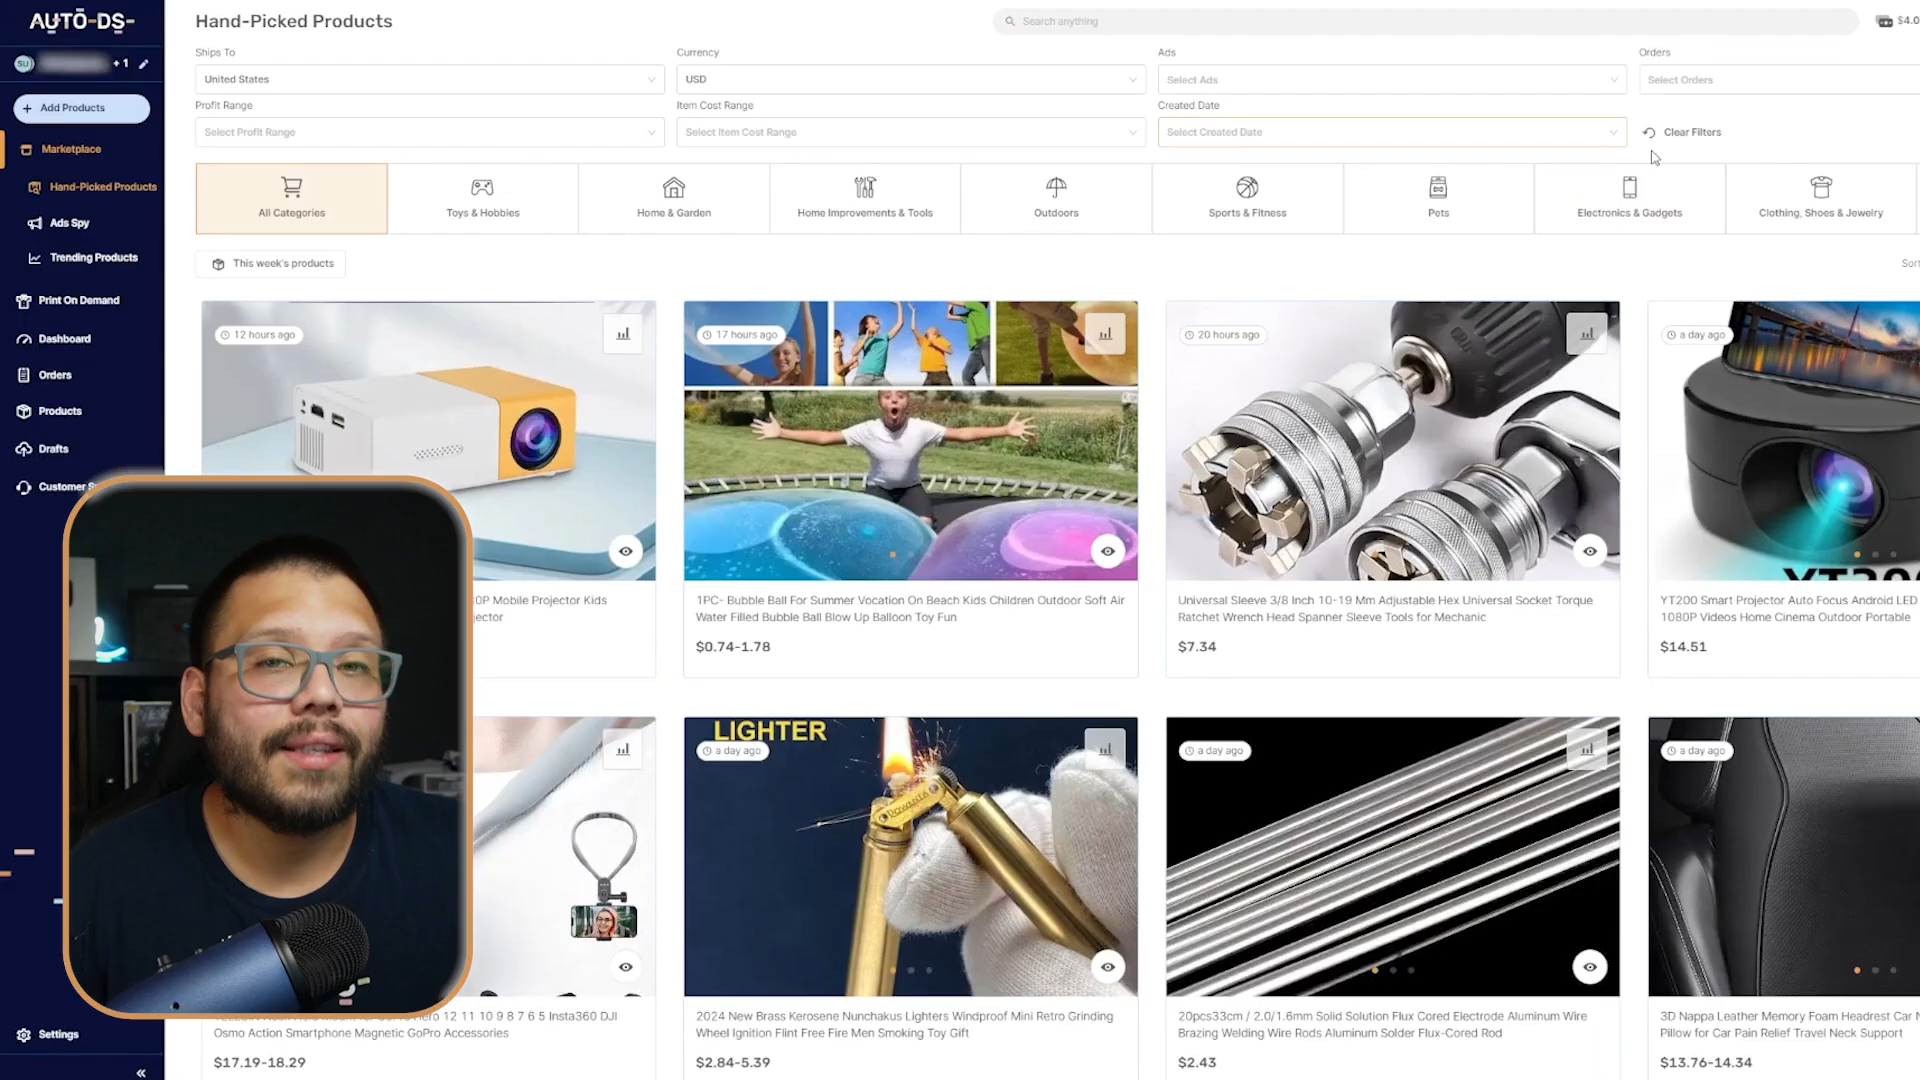 AUTO-DS-
Hand-Picked Products
Search anything
$4.0
SU
+ 1
Ships To
Currency
Ads
Orders
United States
USD
Select Ads
Select Orders
Add Products
Profit Range
Item Cost Range
Created Date
Select Profit Range
Select Item Cost Range
Select Created Date
Clear Filters
Marketplace
Hand-Picked Products
Ads Spy
Trending Products
Print On Demand
Dashboard
Orders
Products
Drafts
Customer
Settings
All Categories
Toys & Hobbies
Home & Garden
Home Improvements & Tools
Outdoors
Sports & Fitness
Pets
Electronics & Gadgets
Clothing, Shoes & Jewelry
This week's products
Sort
12 hours ago
17 hours ago
20 hours ago
a day ago
0P Mobile Projector Kids
jector
1PC- Bubble Ball For Summer Vocation On Beach Kids Children Outdoor Soft Air
Water Filled Bubble Ball Blow Up Balloon Toy Fun
$0.74-1.78
Universal Sleeve 3/8 Inch 10-19 Mm Adjustable Hex Universal Socket Torque
Ratchet Wrench Head Spanner Sleeve Tools for Mechanic
$7.34
YT200
YT200 Smart Projector Auto Focus Android LED
1080P Videos Home Cinema Outdoor Portable
$14.51
LIGHTER
a day ago
a day ago
a day ago
12 11 10 9 8 7 6 5 Insta360 DJI
Osmo Action Smartphone Magnetic GoPro Accessories
$17.19-18.29
2024 New Brass Kerosene Nunchakus Lighters Windproof Mini Retro Grinding
Wheel Ignition Flint Free Fire Men Smoking Toy Gift
$2.84-5.39
20pcs33cm / 2.0/1.6mm Solid Solution Flux Cored Electrode Aluminum Wire
Brazing Welding Wire Rods Aluminum Solder Flux-Cored Rod
$2.43
3D Nappa Leather Memory Foam Headrest Car N
Pillow for Car Pain Relief Travel Neck Support
$13.76-14.34